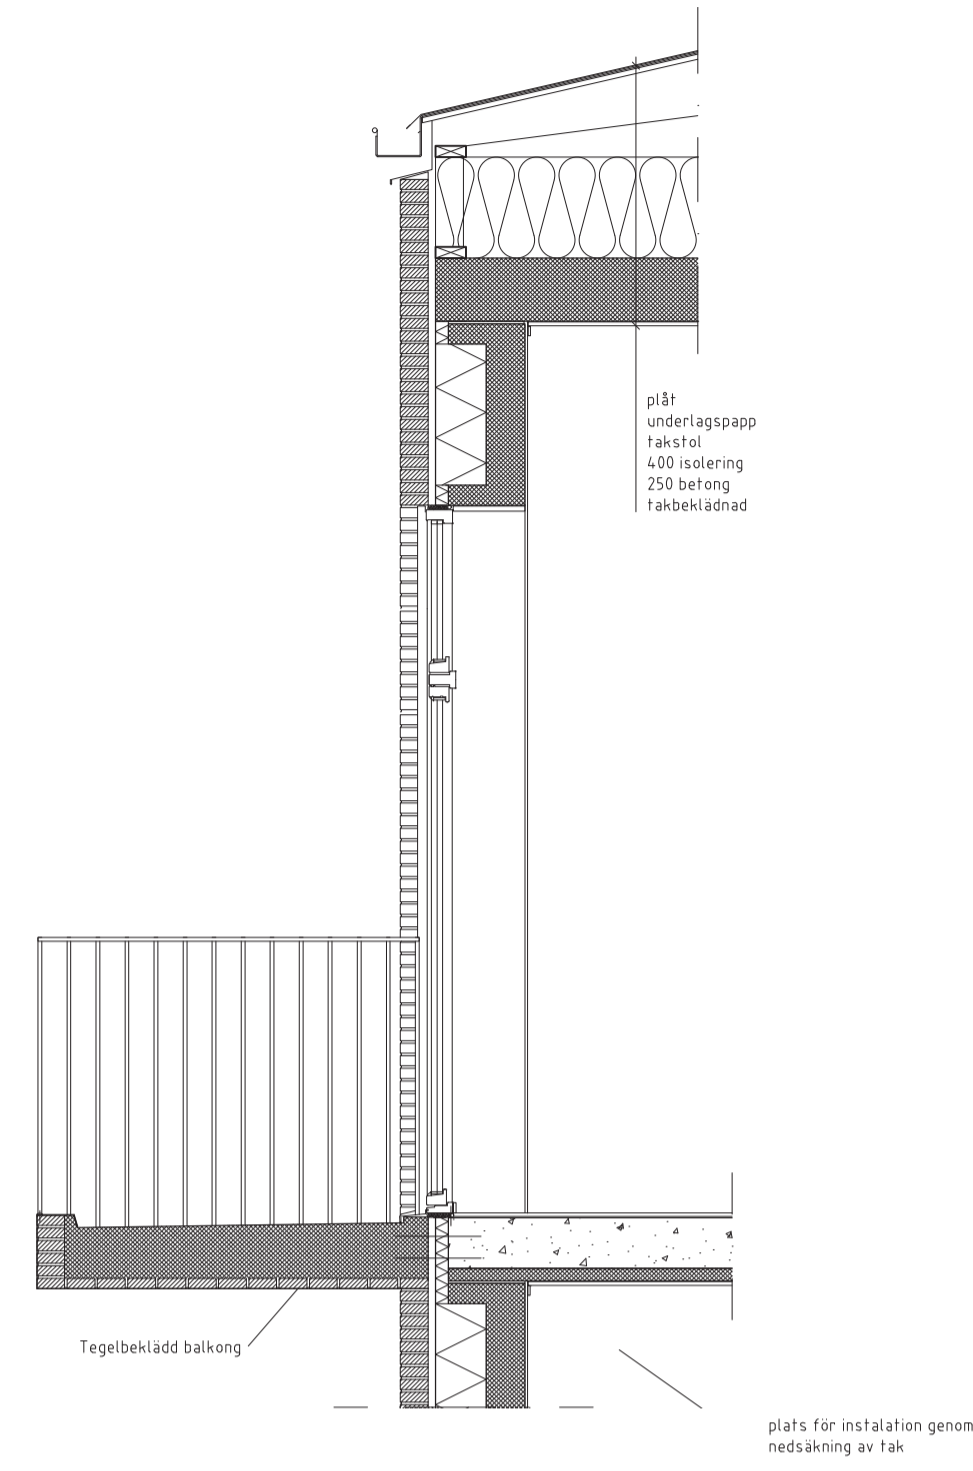 plåt
underlagspapp
takstol
400 isolering
250 betong
takbeklädnad
Tegelbeklädd balkong
plats för instalation genom
nedsäkning av tak